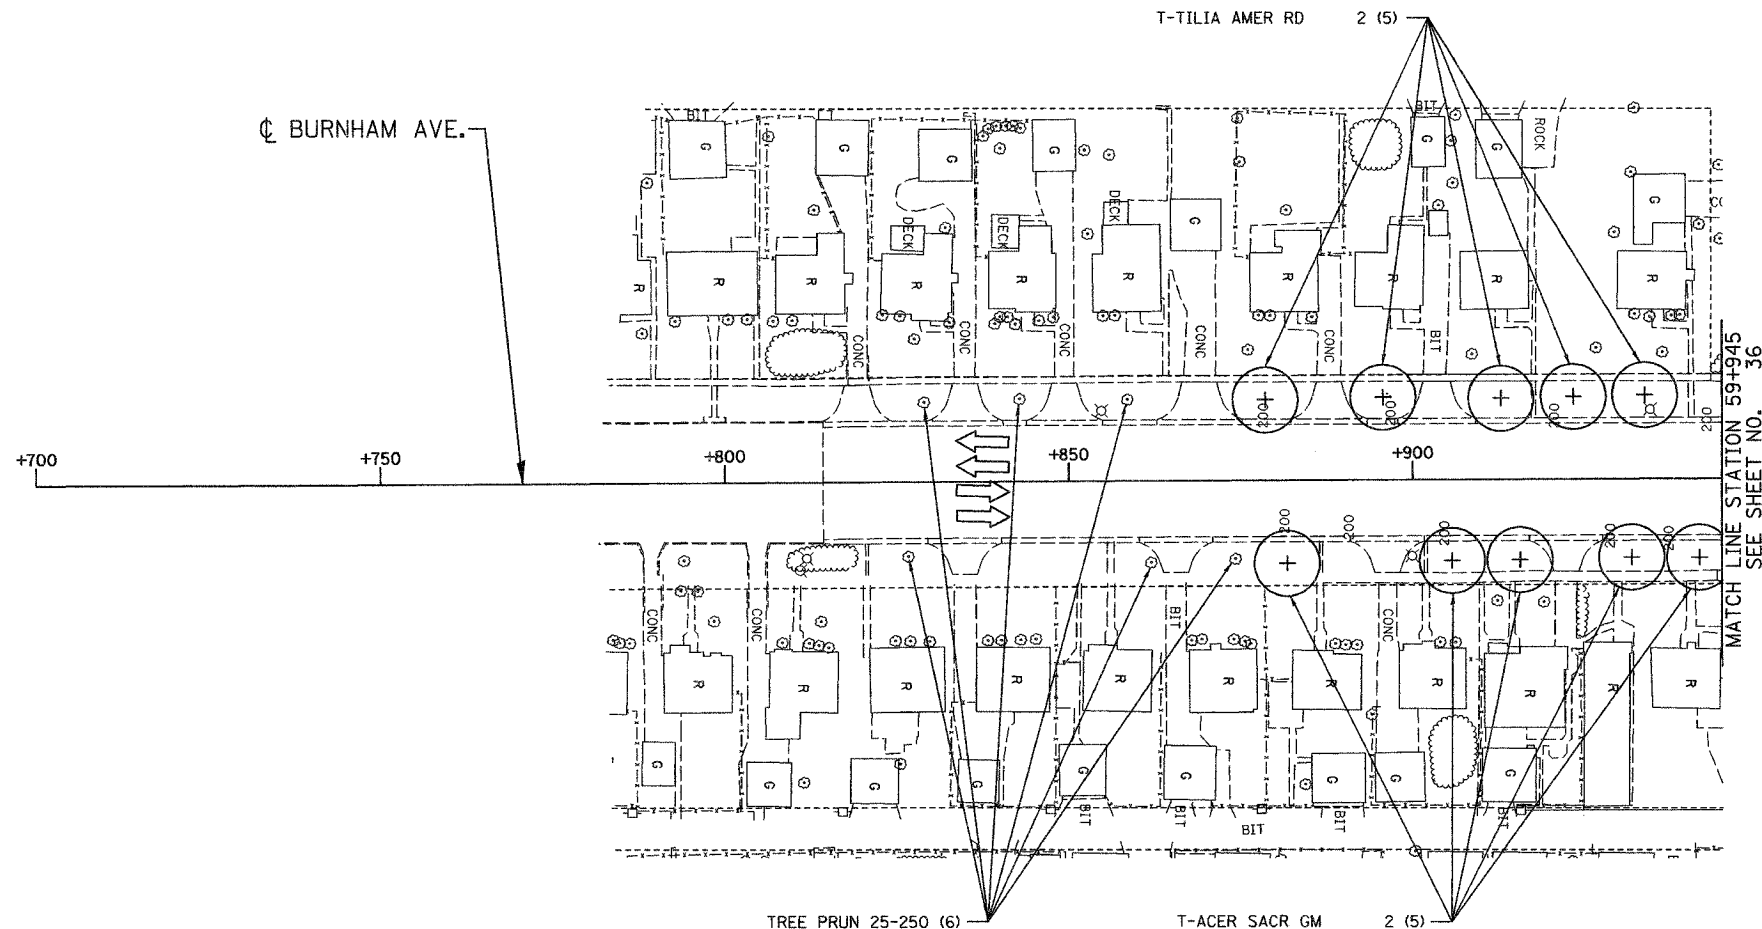 T-TILIA AMER RD 2 (5)
℄ BURNHAM AVE.
BIT
BIT
G
G
G
G
G
G
G
G
ROCK
DECK
DECK
DECK
R
R
R
R
R
R
R
R
R
R
CONC
CONC
CONC
CONC
CONC
BIT
200
200
200
200
+700
+750
+800
+850
+900
MATCH LINE STATION 59+945
SEE SHEET NO. 36
200
200
200
200
200
CONC
CONC
BIT
CONC
R
R
R
R
R
R
R
R
R
R
R
G
G
G
G
G
G
G
G
G
BIT
BIT
BIT
BIT
BIT
TREE PRUN 25-250 (6)
T-ACER SACR GM 2 (5)